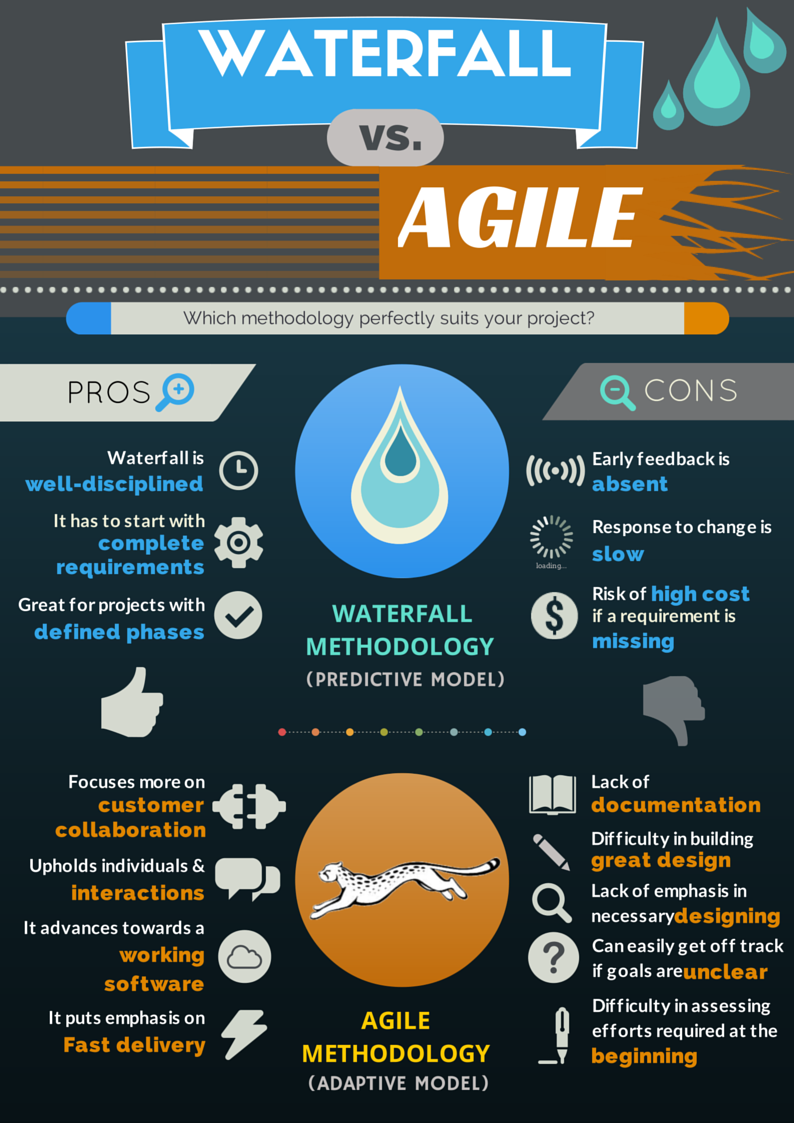 WATERFALL
VS.
AGILE
Which methodology perfectly suits your project?
PROS
CONS
Waterfall is
well-disciplined
It has to start with
complete
requirements
Great for projects with
defined phases
WATERFALL
METHODOLOGY
(PREDICTIVE MODEL)
Early feedback is
absent
Response to change is
slow
loading...
Risk of high cost
if a requirement is
missing
Focuses more on
customer
collaboration
Upholds individuals &
interactions
It advances towards a
working
software
It puts emphasis on
Fast delivery
AGILE
METHODOLOGY
(ADAPTIVE MODEL)
Lack of
documentation
Difficulty in building
great design
Lack of emphasis in
necessary designing
Can easily get off track
if goals are unclear
Difficulty in assessing
efforts required at the
beginning